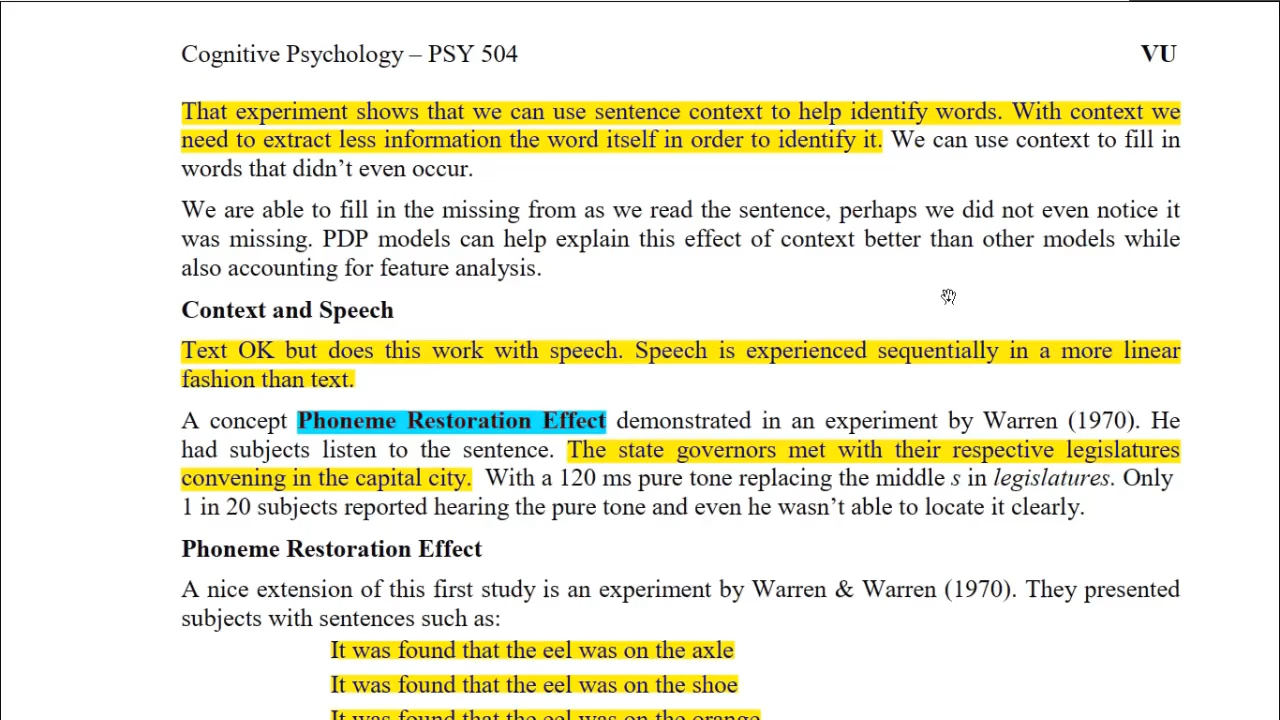 Cognitive Psychology – PSY 504 VU
That experiment shows that we can use sentence context to help identify words. With context we
need to extract less information the word itself in order to identify it. We can use context to fill in
words that didn’t even occur.
We are able to fill in the missing from as we read the sentence, perhaps we did not even notice it
was missing. PDP models can help explain this effect of context better than other models while
also accounting for feature analysis.
Context and Speech
Text OK but does this work with speech. Speech is experienced sequentially in a more linear
fashion than text.
A concept Phoneme Restoration Effect demonstrated in an experiment by Warren (1970). He
had subjects listen to the sentence. The state governors met with their respective legislatures
convening in the capital city. With a 120 ms pure tone replacing the middle s in legislatures. Only
1 in 20 subjects reported hearing the pure tone and even he wasn’t able to locate it clearly.
Phoneme Restoration Effect
A nice extension of this first study is an experiment by Warren & Warren (1970). They presented
subjects with sentences such as:
It was found that the eel was on the axle
It was found that the eel was on the shoe
It was found that the eel was on the orange